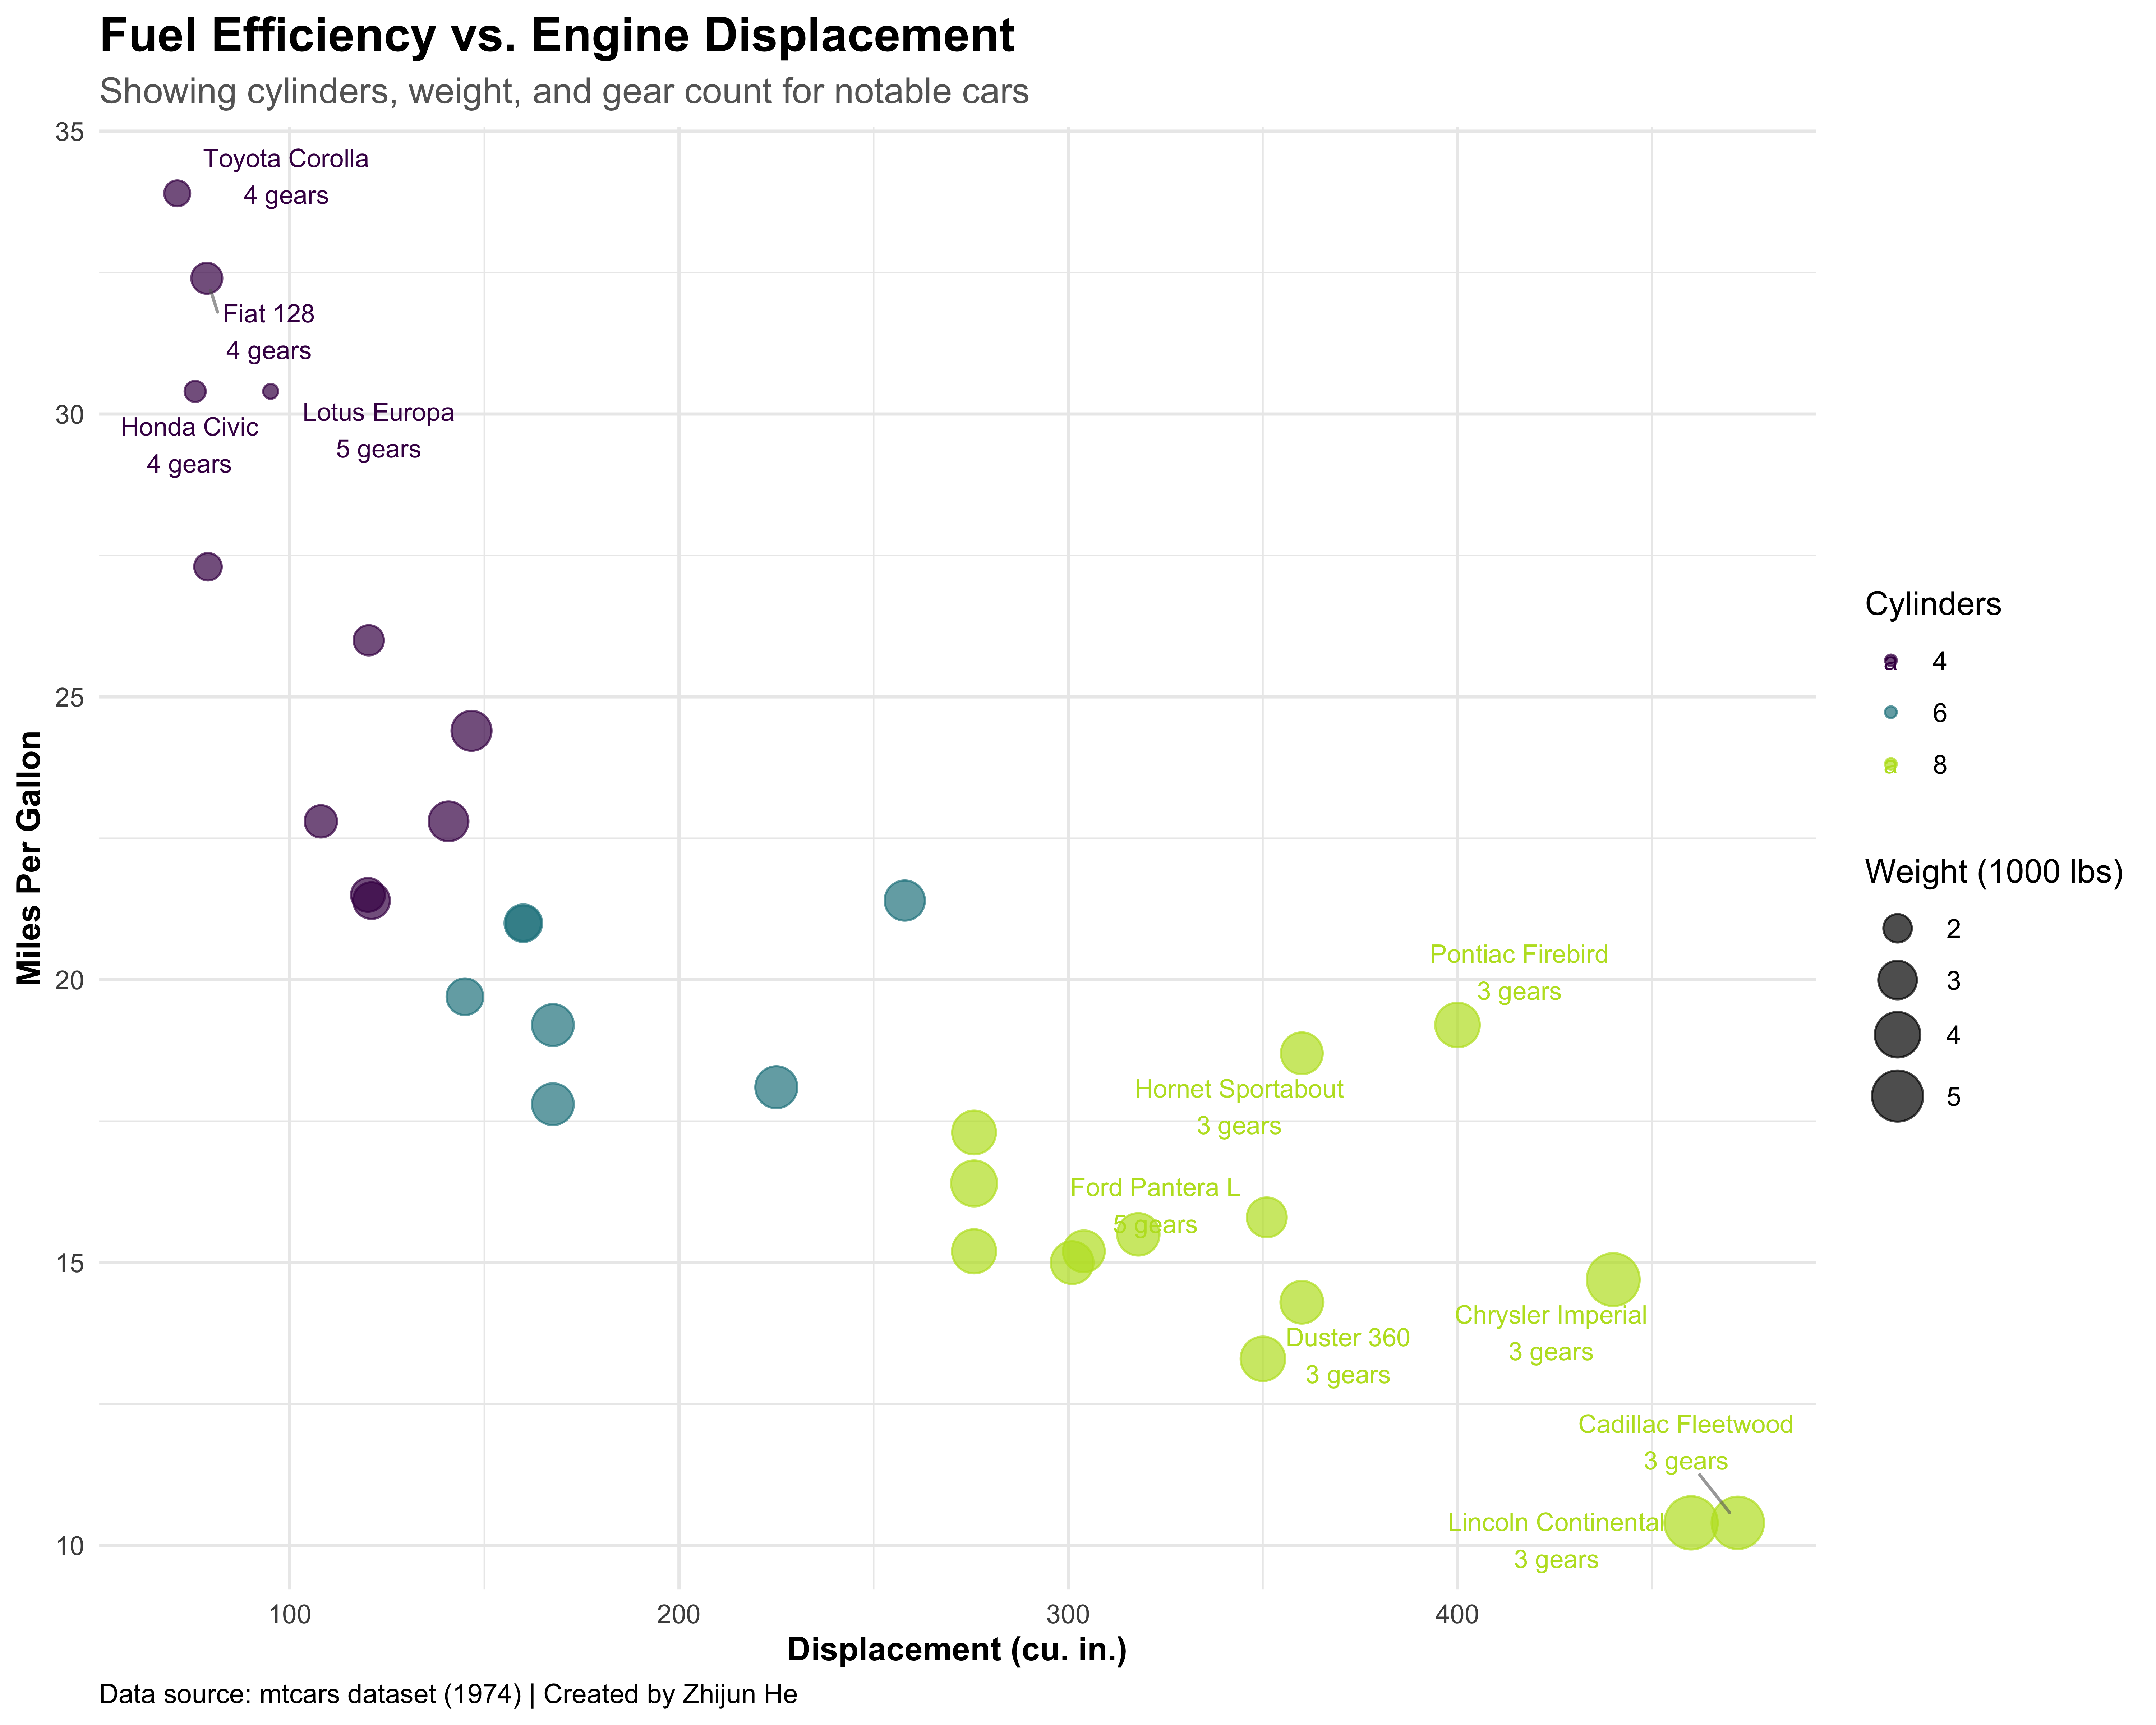 Fuel Efficiency vs. Engine Displacement
Showing cylinders, weight, and gear count for notable cars
35
Toyota Corolla
4 gears
Fiat 128
4 gears
30
Lotus Europa
5 gears
Honda Civic
4 gears
25
Miles Per Gallon
20
Pontiac Firebird
3 gears
Hornet Sportabout
3 gears
Ford Pantera L
5 gears
15
Chrysler Imperial
3 gears
Duster 360
3 gears
Cadillac Fleetwood
3 gears
Lincoln Continental
3 gears
10
100 200 300 400
Displacement (cu. in.)
Cylinders
a 4
6
a 8
Weight (1000 lbs)
2
3
4
5
Data source: mtcars dataset (1974) | Created by Zhijun He